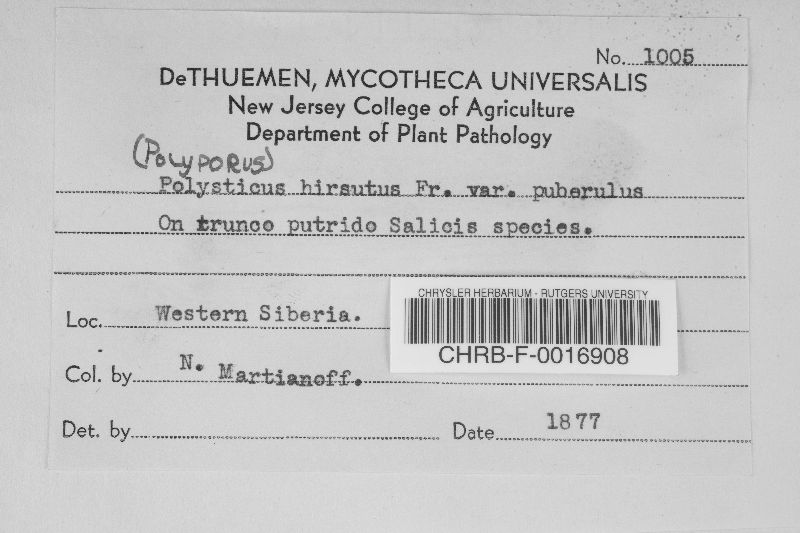 No. 1005
DeTHUEMEN, MYCOTHECA UNIVERSALIS
New Jersey College of Agriculture
Department of Plant Pathology
(POLYPORUS)
Polysticus hirsutus Fr. var. puberulus
On trunco putrido Salicis species.
Loc. Western Siberia.
CHRYSLER HERBARIUM - RUTGERS UNIVERSITY
CHRB-F-0016908
Col. by N. Martianoff.
Det. by
Date 1877